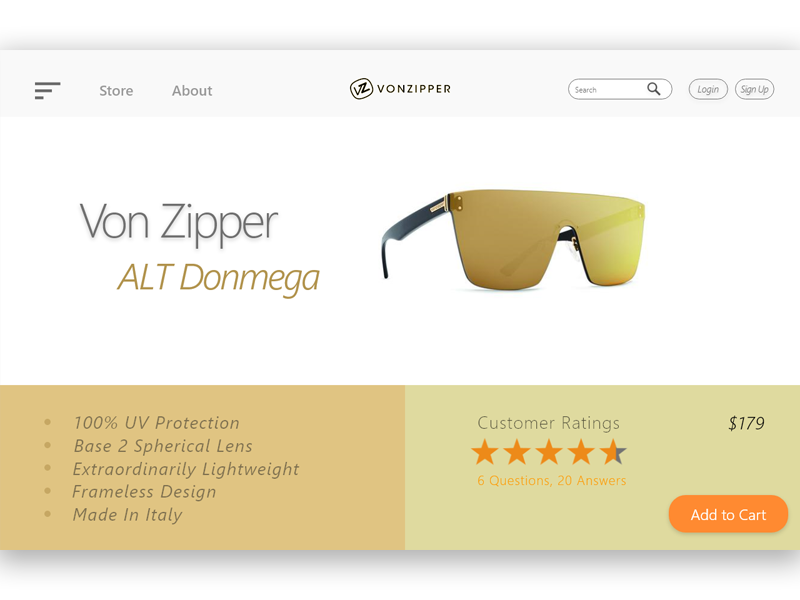 Store
About
VZ VONZIPPER
Search
Login
Sign Up
Von Zipper
ALT Donmega
100% UV Protection
Base 2 Spherical Lens
Extraordinarily Lightweight
Frameless Design
Made In Italy
Customer Ratings
$179
6 Questions, 20 Answers
Add to Cart